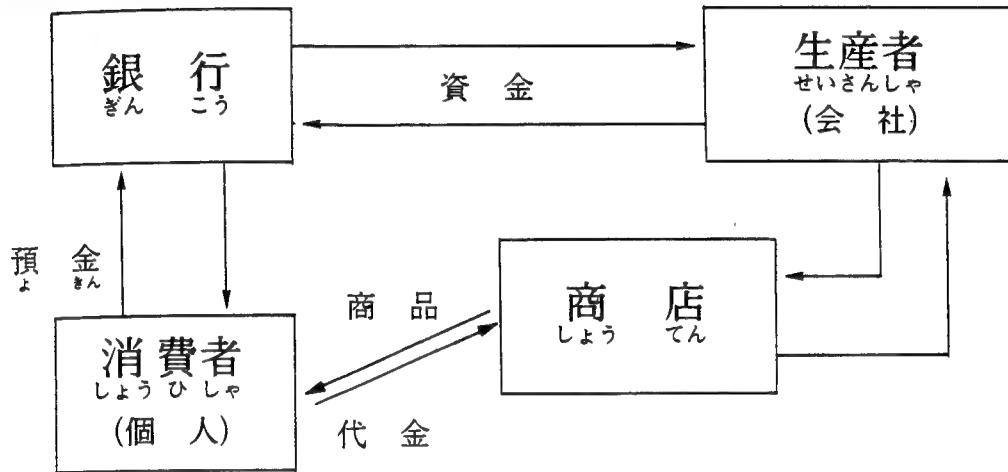 銀行
ぎんこう
資金
生産者
せいさんしゃ
(会社)
預金
よきん
商品
商店
しょうてん
消費者
しょうひしゃ
(個人)
代金